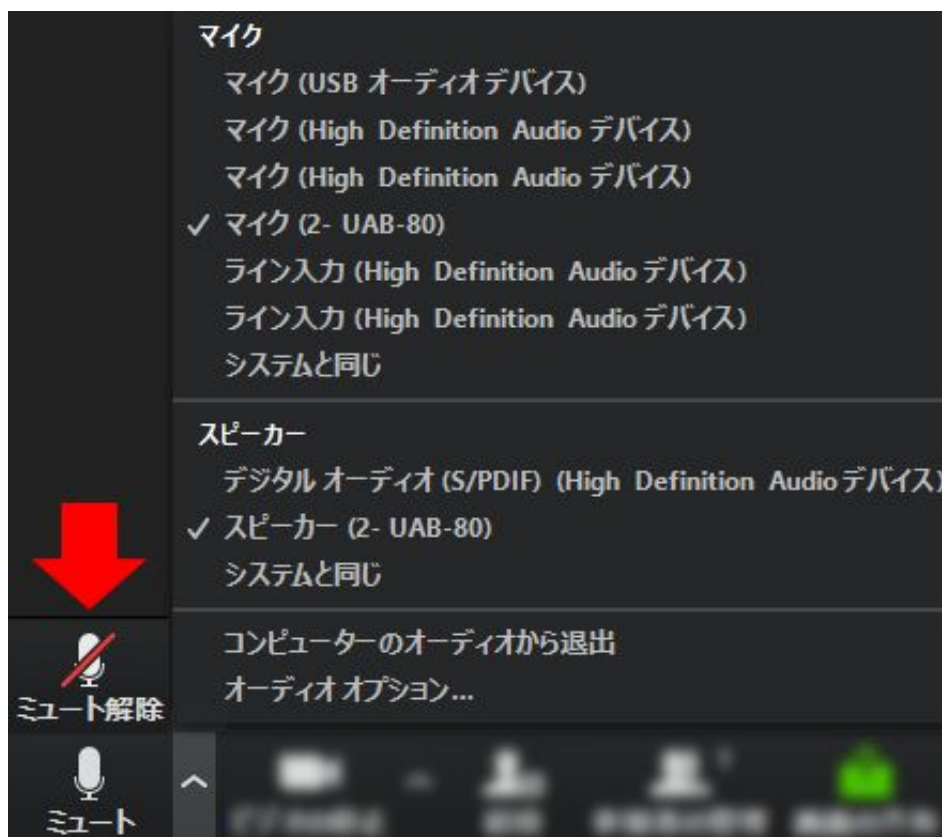 マイク
マイク (USB オーディオ デバイス)
マイク (High Definition Audio デバイス)
マイク (High Definition Audio デバイス)
✓ マイク (2- UAB-80)
ライン入力 (High Definition Audio デバイス)
ライン入力 (High Definition Audio デバイス)
システムと同じ
スピーカー
デジタル オーディオ (S/PDIF) (High Definition Audio デバイス)
✓ スピーカー (2- UAB-80)
システムと同じ
コンピューターのオーディオから退出
オーディオ オプション...
ミュート解除
ミュート